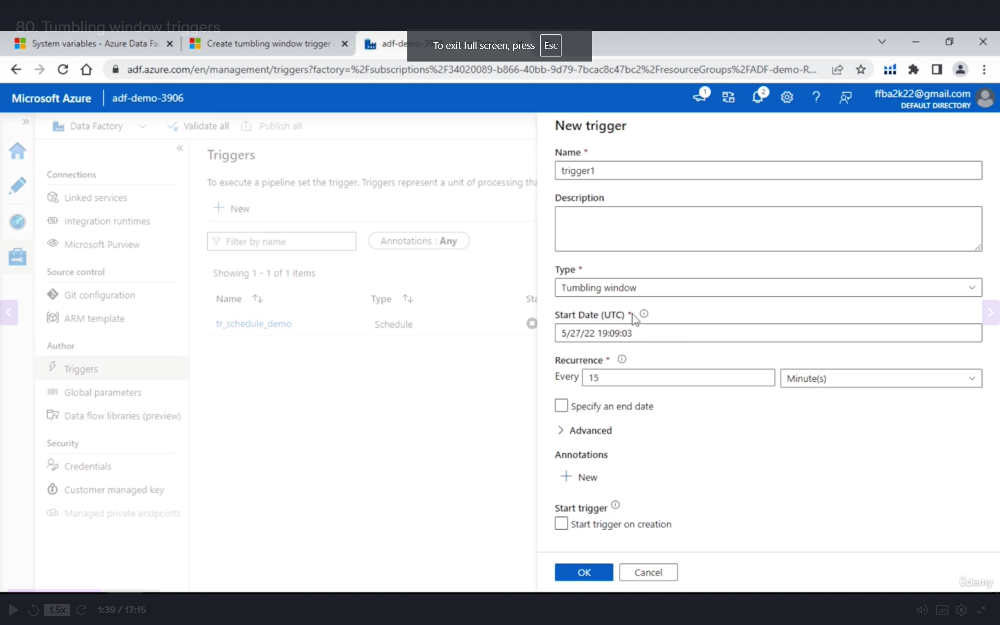 80. Tumbling window triggers
System variables - Azure Data Fa
Create tumbling window trigger
adf-demo-3906
To exit full screen, press Esc
adf.azure.com/en/management/triggers?factory=%2Fsubscriptions%2F34020089-b866-40bb-9d79-7bcac8c47bc2%2FresourceGroups%2FADF-demo-R...
Microsoft Azure
adf-demo-3906
1
2
ffba2k22@gmail.com
DEFAULT DIRECTORY
Data Factory
Validate all
Publish all
Connections
Linked services
Integration runtimes
Microsoft Purview
Source control
Git configuration
ARM template
Author
Triggers
Global parameters
Data flow libraries (preview)
Security
Credentials
Customer managed key
Managed private endpoints
Triggers
To execute a pipeline set the trigger. Triggers represent a unit of processing tha
New
Filter by name
Annotations : Any
Showing 1 - 1 of 1 items
Name
Type
Sta
tr_schedule_demo
Schedule
New trigger
Name *
trigger1
Description
Type *
Tumbling window
Start Date (UTC) *
5/27/22 19:09:03
Recurrence *
Every
15
Minute(s)
Specify an end date
Advanced
Annotations
New
Start trigger
Start trigger on creation
OK
Cancel
ûdemy
1.5x
1:39 / 17:15